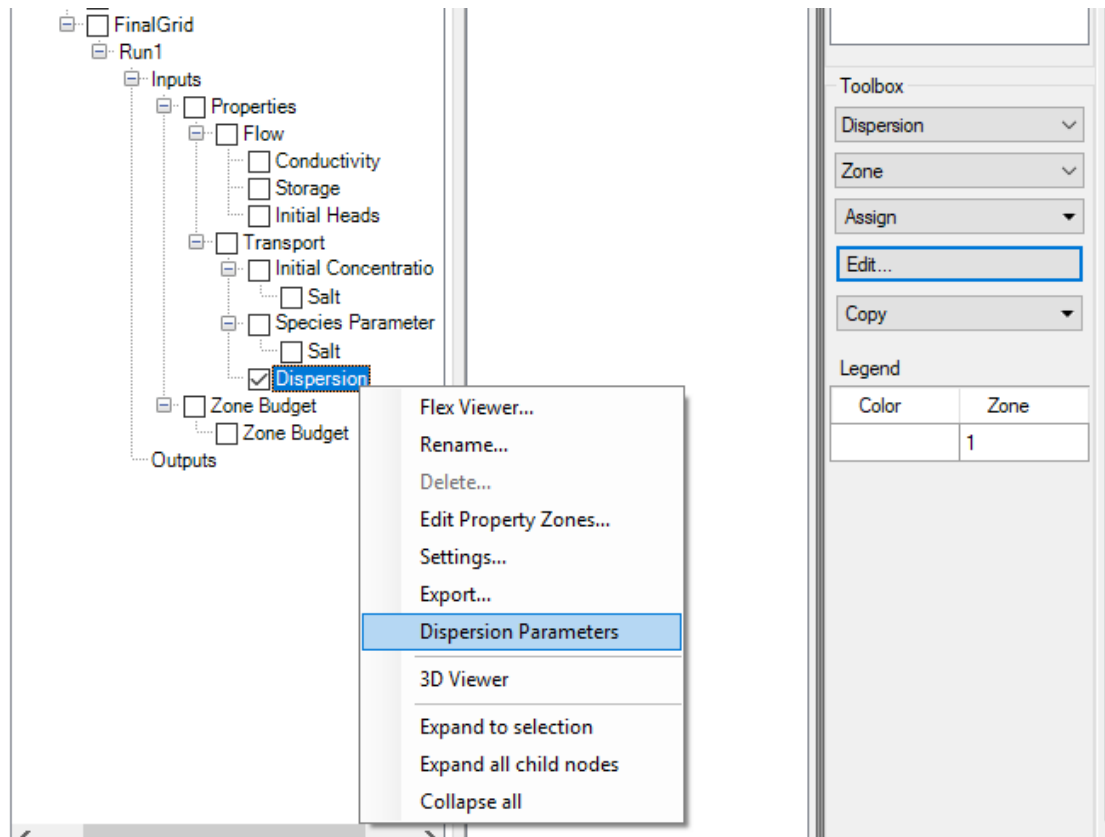 FinalGrid
Run1
Inputs
Properties
Flow
Conductivity
Storage
Initial Heads
Transport
Initial Concentratio
Salt
Species Parameter
Salt
Dispersion
Zone Budget
Zone Budget
Outputs
Flex Viewer...
Rename...
Delete...
Edit Property Zones...
Settings...
Export...
Dispersion Parameters
3D Viewer
Expand to selection
Expand all child nodes
Collapse all
Toolbox
Dispersion
Zone
Assign
Edit...
Copy
Legend
Color Zone
1